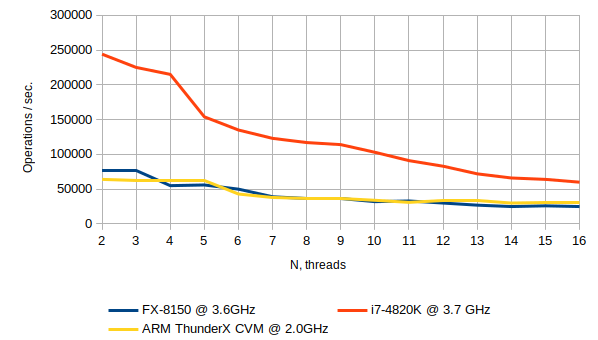 300000
250000
200000
150000
100000
50000
0
Operations / sec.
2 3 4 5 6 7 8 9 10 11 12 13 14 15 16
N, threads
FX-8150 @ 3.6GHz i7-4820K @ 3.7 GHz
ARM ThunderX CVM @ 2.0GHz